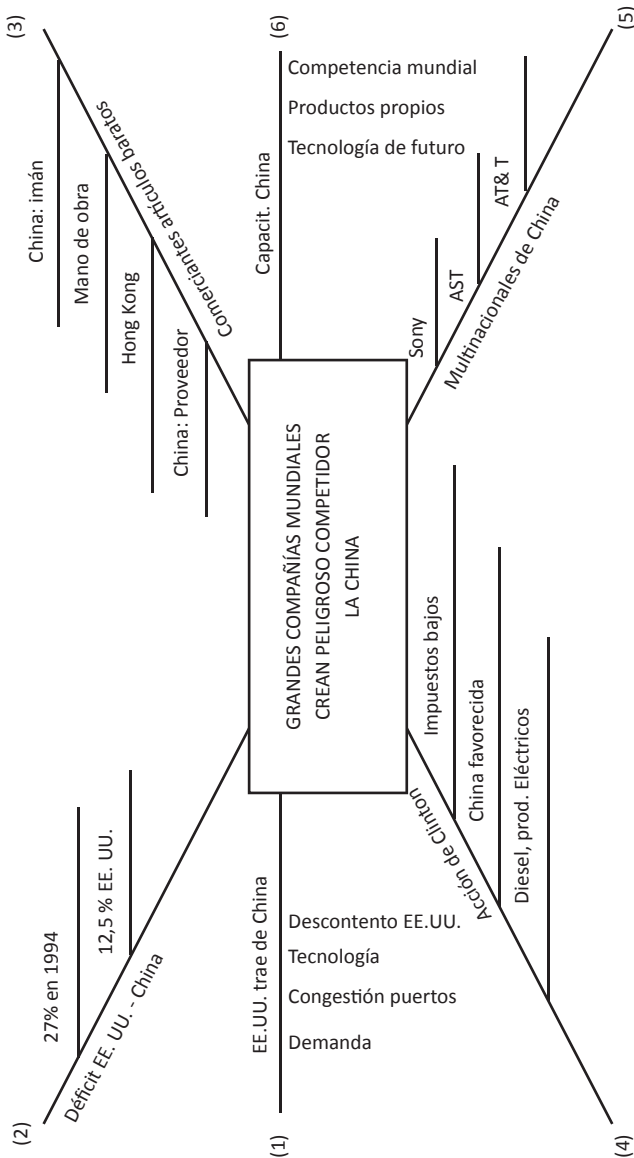 (1)
EE.UU. trae de China
Descontento EE.UU.
Tecnología
Congestión puertos
Demanda
(2)
Déficit EE. UU. - China
27% en 1994
12,5 % EE. UU.
(3)
Comerciantes artículos baratos
China: imán
Mano de obra
Hong Kong
China: Proveedor
GRANDES COMPAÑÍAS MUNDIALES
CREAN PELIGROSO COMPETIDOR
LA CHINA
(4)
Acción de Clinton
Impuestos bajos
China favorecida
Diesel, prod. Eléctricos
(5)
Multinacionales de China
Sony
AST
AT& T
(6)
Capacit. China
Competencia mundial
Productos propios
Tecnología de futuro